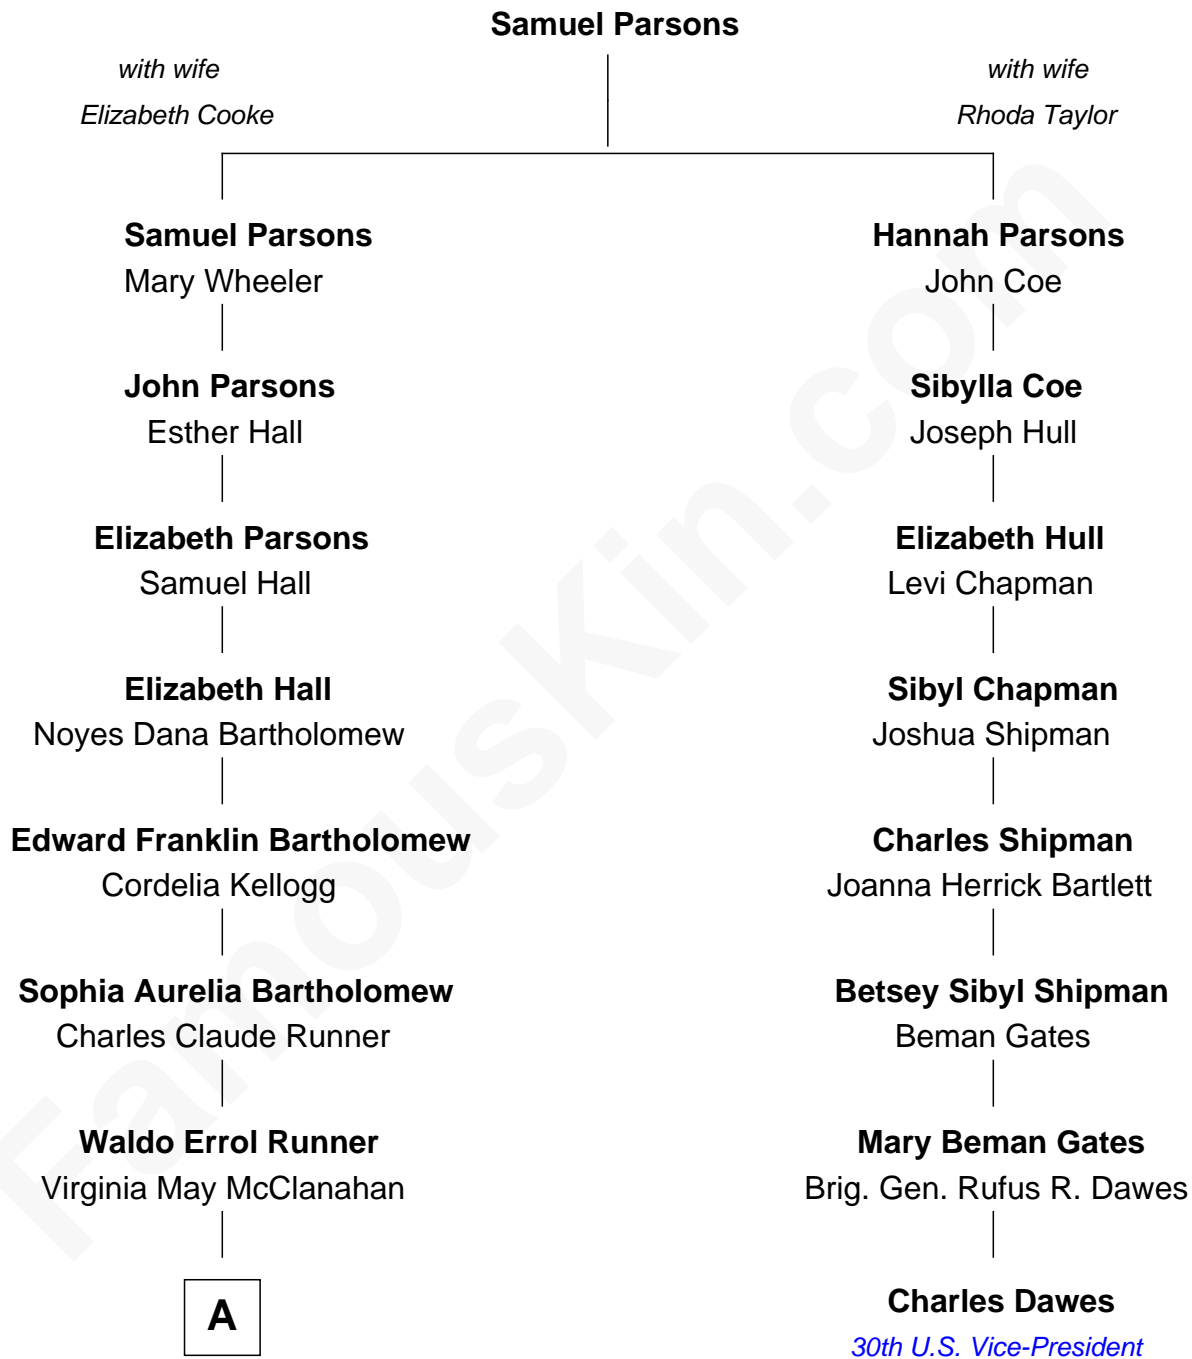 Samuel Parsons
with wife
Elizabeth Cooke
with wife
Rhoda Taylor
Samuel Parsons
Mary Wheeler
Hannah Parsons
John Coe
John Parsons
Esther Hall
Sibylla Coe
Joseph Hull
Elizabeth Parsons
Samuel Hall
Elizabeth Hull
Levi Chapman
Elizabeth Hall
Noyes Dana Bartholomew
Sibyl Chapman
Joshua Shipman
Edward Franklin Bartholomew
Cordelia Kellogg
Charles Shipman
Joanna Herrick Bartlett
Sophia Aurelia Bartholomew
Charles Claude Runner
Betsey Sibyl Shipman
Beman Gates
Waldo Errol Runner
Virginia May McClanahan
Mary Beman Gates
Brig. Gen. Rufus R. Dawes
A
Charles Dawes
30th U.S. Vice-President
FamousKin.com